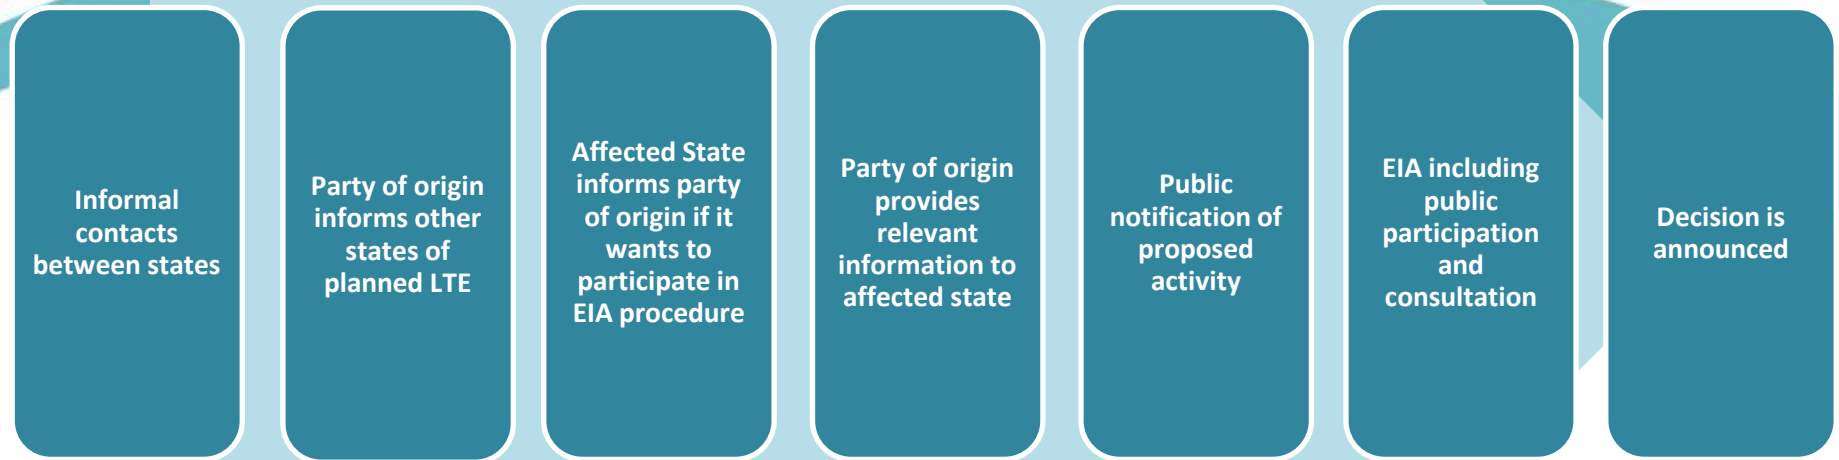 Informal
contacts
between states
Party of origin
informs other
states of
planned LTE
Affected State
informs party
of origin if it
wants to
participate in
EIA procedure
Party of origin
provides
relevant
information to
affected state
Public
notification of
proposed
activity
EIA including
public
participation
and
consultation
Decision is
announced